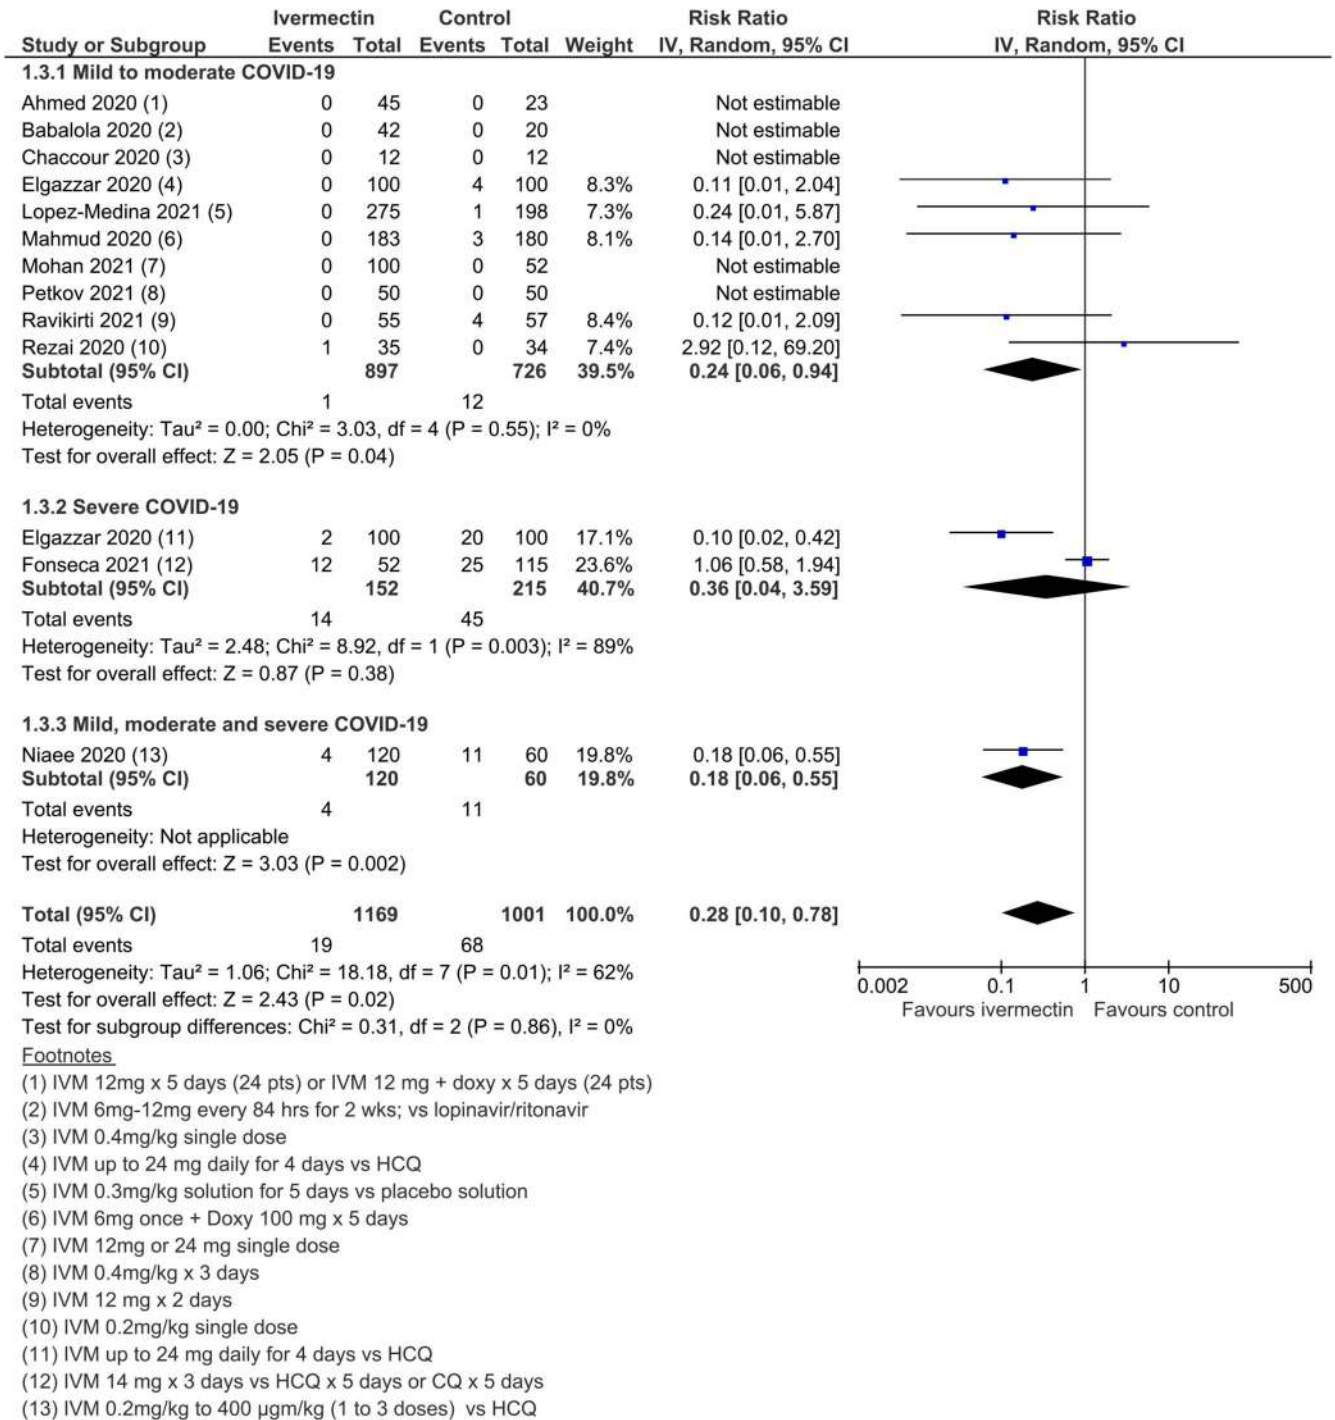 Ivermectin Control Risk Ratio Risk Ratio
Study or Subgroup Events Total Events Total Weight IV, Random, 95% CI IV, Random, 95% CI
1.3.1 Mild to moderate COVID-19
Ahmed 2020 (1) 0 45 0 23 Not estimable
Babalola 2020 (2) 0 42 0 20 Not estimable
Chaccour 2020 (3) 0 12 0 12 Not estimable
Elgazzar 2020 (4) 0 100 4 100 8.3% 0.11 [0.01, 2.04]
Lopez-Medina 2021 (5) 0 275 1 198 7.3% 0.24 [0.01, 5.87]
Mahmud 2020 (6) 0 183 3 180 8.1% 0.14 [0.01, 2.70]
Mohan 2021 (7) 0 100 0 52 Not estimable
Petkov 2021 (8) 0 50 0 50 Not estimable
Ravikirti 2021 (9) 0 55 4 57 8.4% 0.12 [0.01, 2.09]
Rezai 2020 (10) 1 35 0 34 7.4% 2.92 [0.12, 69.20]
Subtotal (95% CI) 897 726 39.5% 0.24 [0.06, 0.94]
Total events 1 12
Heterogeneity: Tau² = 0.00; Chi² = 3.03, df = 4 (P = 0.55); I² = 0%
Test for overall effect: Z = 2.05 (P = 0.04)
1.3.2 Severe COVID-19
Elgazzar 2020 (11) 2 100 20 100 17.1% 0.10 [0.02, 0.42]
Fonseca 2021 (12) 12 52 25 115 23.6% 1.06 [0.58, 1.94]
Subtotal (95% CI) 152 215 40.7% 0.36 [0.04, 3.59]
Total events 14 45
Heterogeneity: Tau² = 2.48; Chi² = 8.92, df = 1 (P = 0.003); I² = 89%
Test for overall effect: Z = 0.87 (P = 0.38)
1.3.3 Mild, moderate and severe COVID-19
Niaee 2020 (13) 4 120 11 60 19.8% 0.18 [0.06, 0.55]
Subtotal (95% CI) 120 60 19.8% 0.18 [0.06, 0.55]
Total events 4 11
Heterogeneity: Not applicable
Test for overall effect: Z = 3.03 (P = 0.002)
Total (95% CI) 1169 1001 100.0% 0.28 [0.10, 0.78]
Total events 19 68
Heterogeneity: Tau² = 1.06; Chi² = 18.18, df = 7 (P = 0.01); I² = 62%
Test for overall effect: Z = 2.43 (P = 0.02)
Test for subgroup differences: Chi² = 0.31, df = 2 (P = 0.86), I² = 0%
0.002 0.1 1 10 500
Favours ivermectin Favours control
Footnotes
(1) IVM 12mg x 5 days (24 pts) or IVM 12 mg + doxy x 5 days (24 pts)
(2) IVM 6mg-12mg every 84 hrs for 2 wks; vs lopinavir/ritonavir
(3) IVM 0.4mg/kg single dose
(4) IVM up to 24 mg daily for 4 days vs HCQ
(5) IVM 0.3mg/kg solution for 5 days vs placebo solution
(6) IVM 6mg once + Doxy 100 mg x 5 days
(7) IVM 12mg or 24 mg single dose
(8) IVM 0.4mg/kg x 3 days
(9) IVM 12 mg x 2 days
(10) IVM 0.2mg/kg single dose
(11) IVM up to 24 mg daily for 4 days vs HCQ
(12) IVM 14 mg x 3 days vs HCQ x 5 days or CQ x 5 days
(13) IVM 0.2mg/kg to 400 µgm/kg (1 to 3 doses) vs HCQ